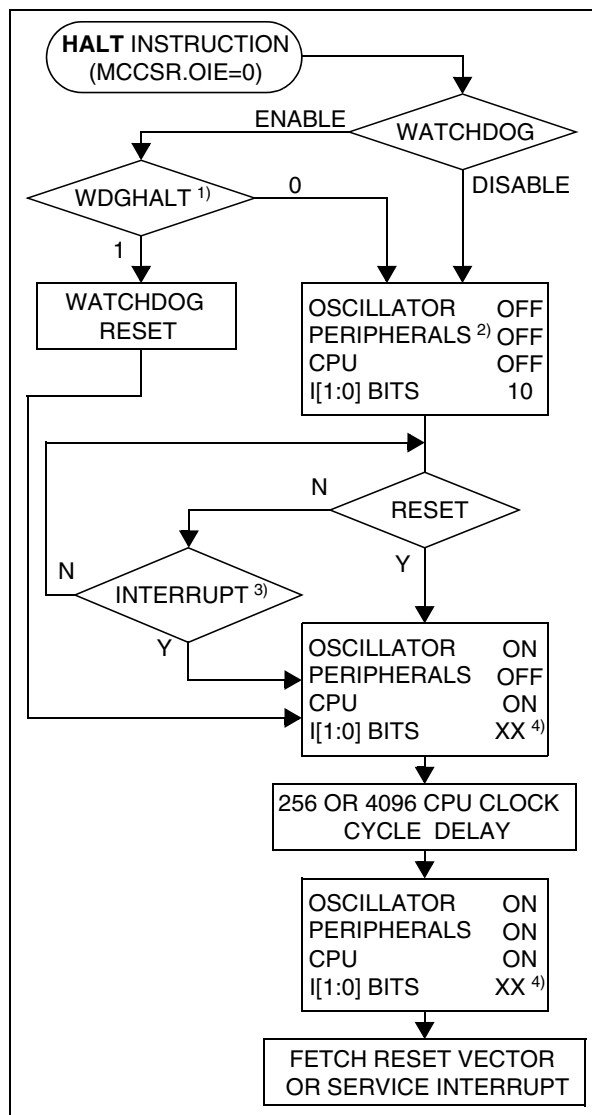 HALT INSTRUCTION
(MCCSR.OIE=0)
ENABLE
WATCHDOG
WDGHALT 1)
0
DISABLE
1
WATCHDOG
RESET
OSCILLATOR OFF
PERIPHERALS 2) OFF
CPU OFF
I[1:0] BITS 10
N
RESET
N
Y
INTERRUPT 3)
Y
OSCILLATOR ON
PERIPHERALS OFF
CPU ON
I[1:0] BITS XX 4)
256 OR 4096 CPU CLOCK
CYCLE DELAY
OSCILLATOR ON
PERIPHERALS ON
CPU ON
I[1:0] BITS XX 4)
FETCH RESET VECTOR
OR SERVICE INTERRUPT